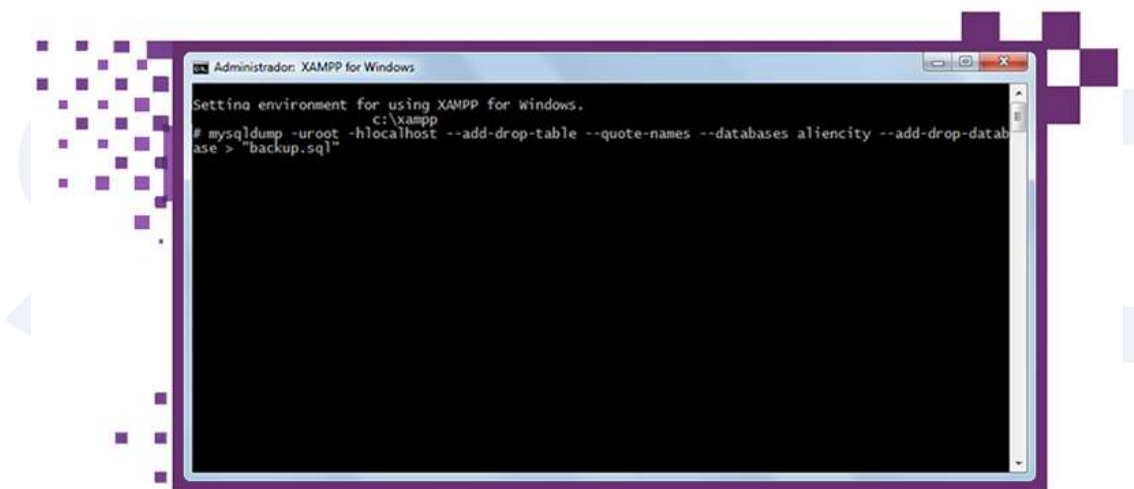 Administrador: XAMPP for Windows
Setting environment for using XAMPP for Windows.
c:\xampp
# mysqldump -uroot -hlocalhost --add-drop-table --quote-names --databases aliencity --add-drop-datab
ase > "backup.sql"